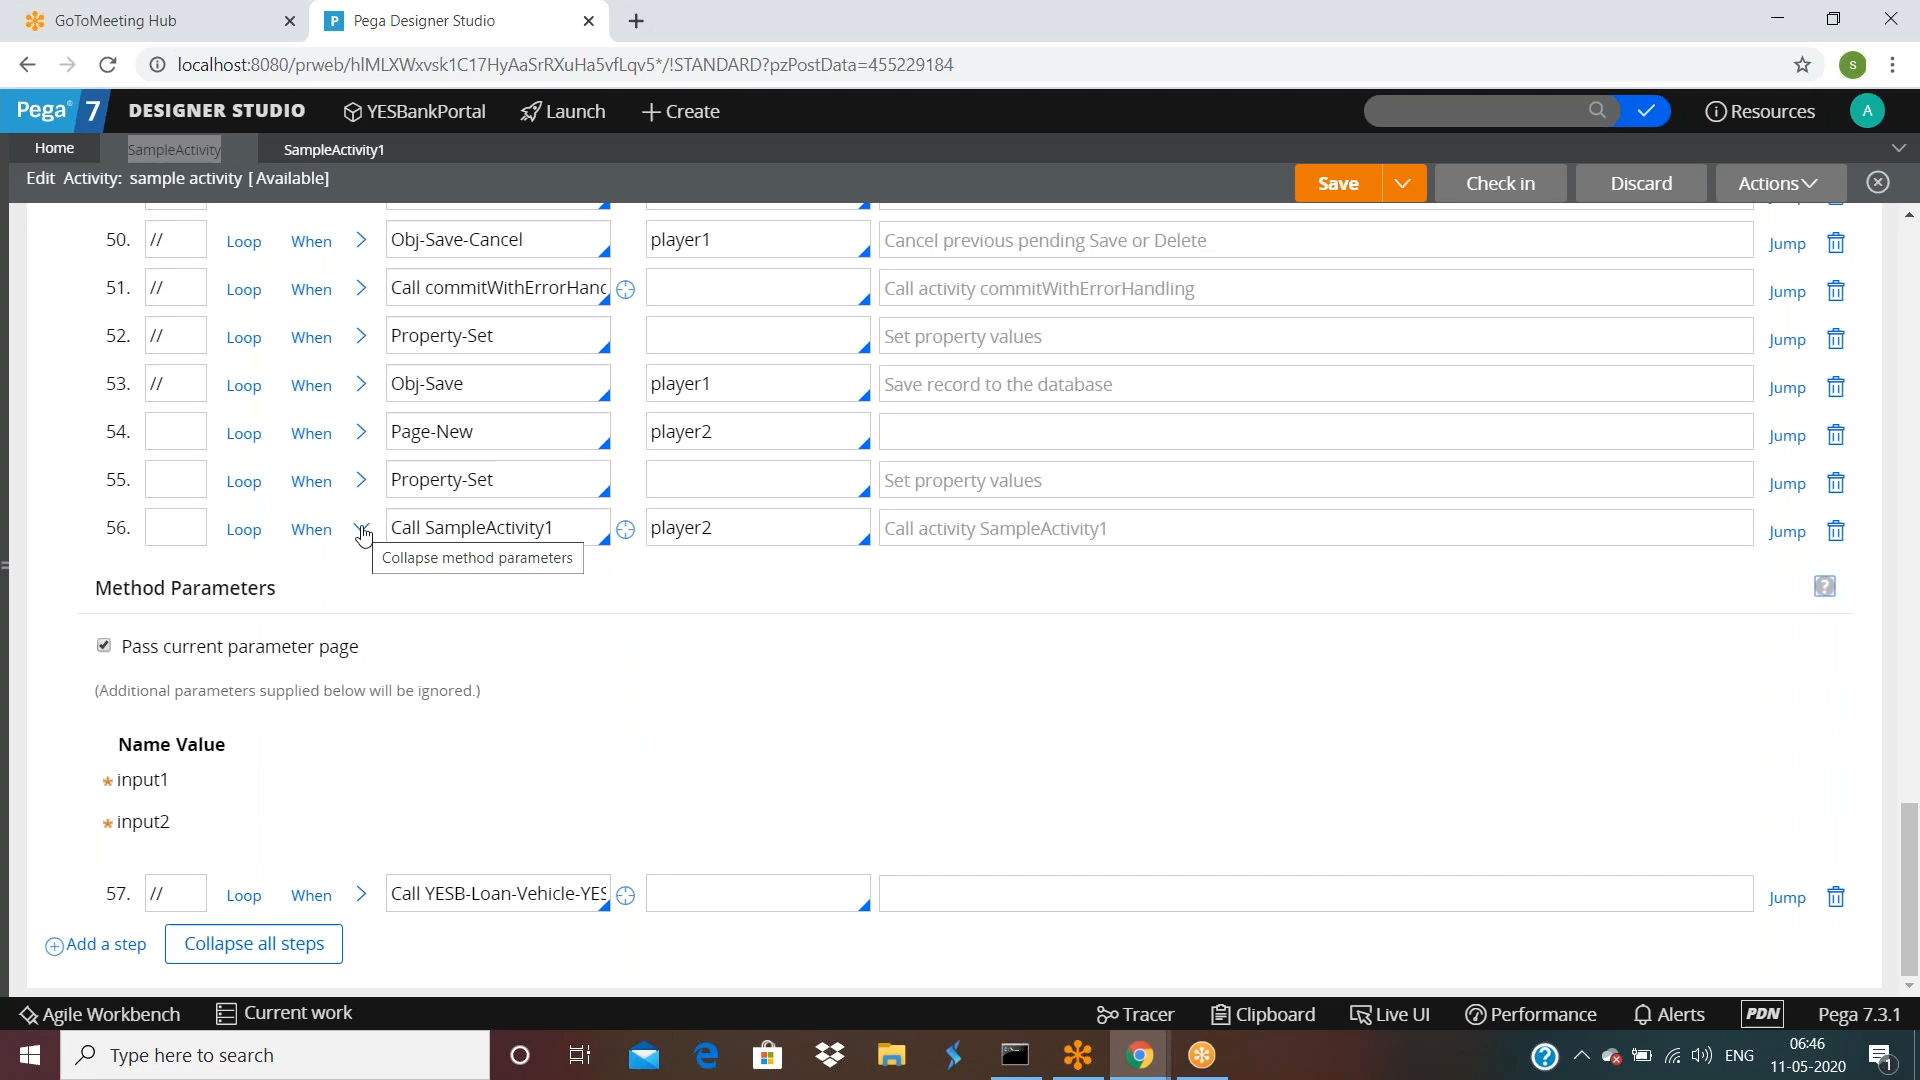 GoToMeeting Hub
Pega Designer Studio
localhost:8080/prweb/hIMLXWxvsk1C17HyAaSrRXuHa5vfLqv5*/!STANDARD?pzPostData=455229184
S
Pega 7 DESIGNER STUDIO YESBankPortal Launch Create Resources A
Home SampleActivity SampleActivity1
Edit Activity: sample activity [Available] Save Check in Discard Actions
50. // Loop When Obj-Save-Cancel player1 Cancel previous pending Save or Delete Jump
51. // Loop When Call commitWithErrorHanc Call activity commitWithErrorHandling Jump
52. // Loop When Property-Set Set property values Jump
53. // Loop When Obj-Save player1 Save record to the database Jump
54. Loop When Page-New player2 Jump
55. Loop When Property-Set Set property values Jump
56. Loop When Call SampleActivity1 player2 Call activity SampleActivity1 Jump
Collapse method parameters
Method Parameters ?
Pass current parameter page
(Additional parameters supplied below will be ignored.)
Name Value
* input1
* input2
57. // Loop When Call YESB-Loan-Vehicle-YES Jump
Add a step Collapse all steps
Agile Workbench Current work Tracer Clipboard Live UI Performance Alerts PDN Pega 7.3.1
Type here to search
ENG
06:46
11-05-2020
1